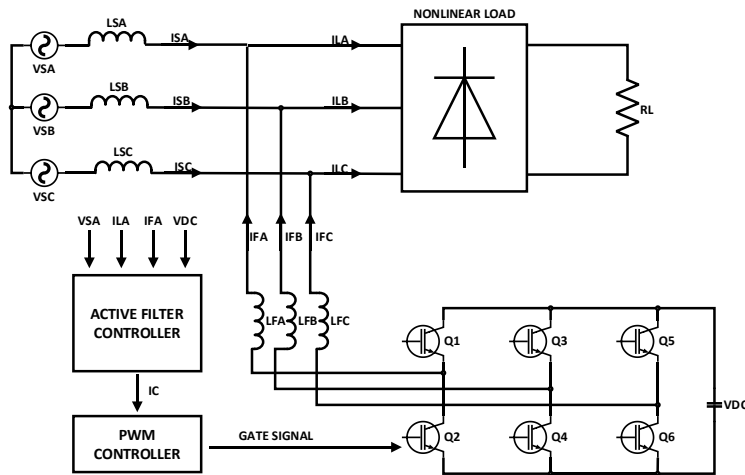 NONLINEAR LOAD
LSA ISA ILA
VSA
LSB ISB ILB
VSB RL
LSC ISC ILC
VSC
VSA ILA IFA VDC IFA IFB IFC
ACTIVE FILTER
CONTROLLER
LFA LFB LFC
Q1 Q3 Q5
IC
VDC
PWM
CONTROLLER
GATE SIGNAL
Q2 Q4 Q6